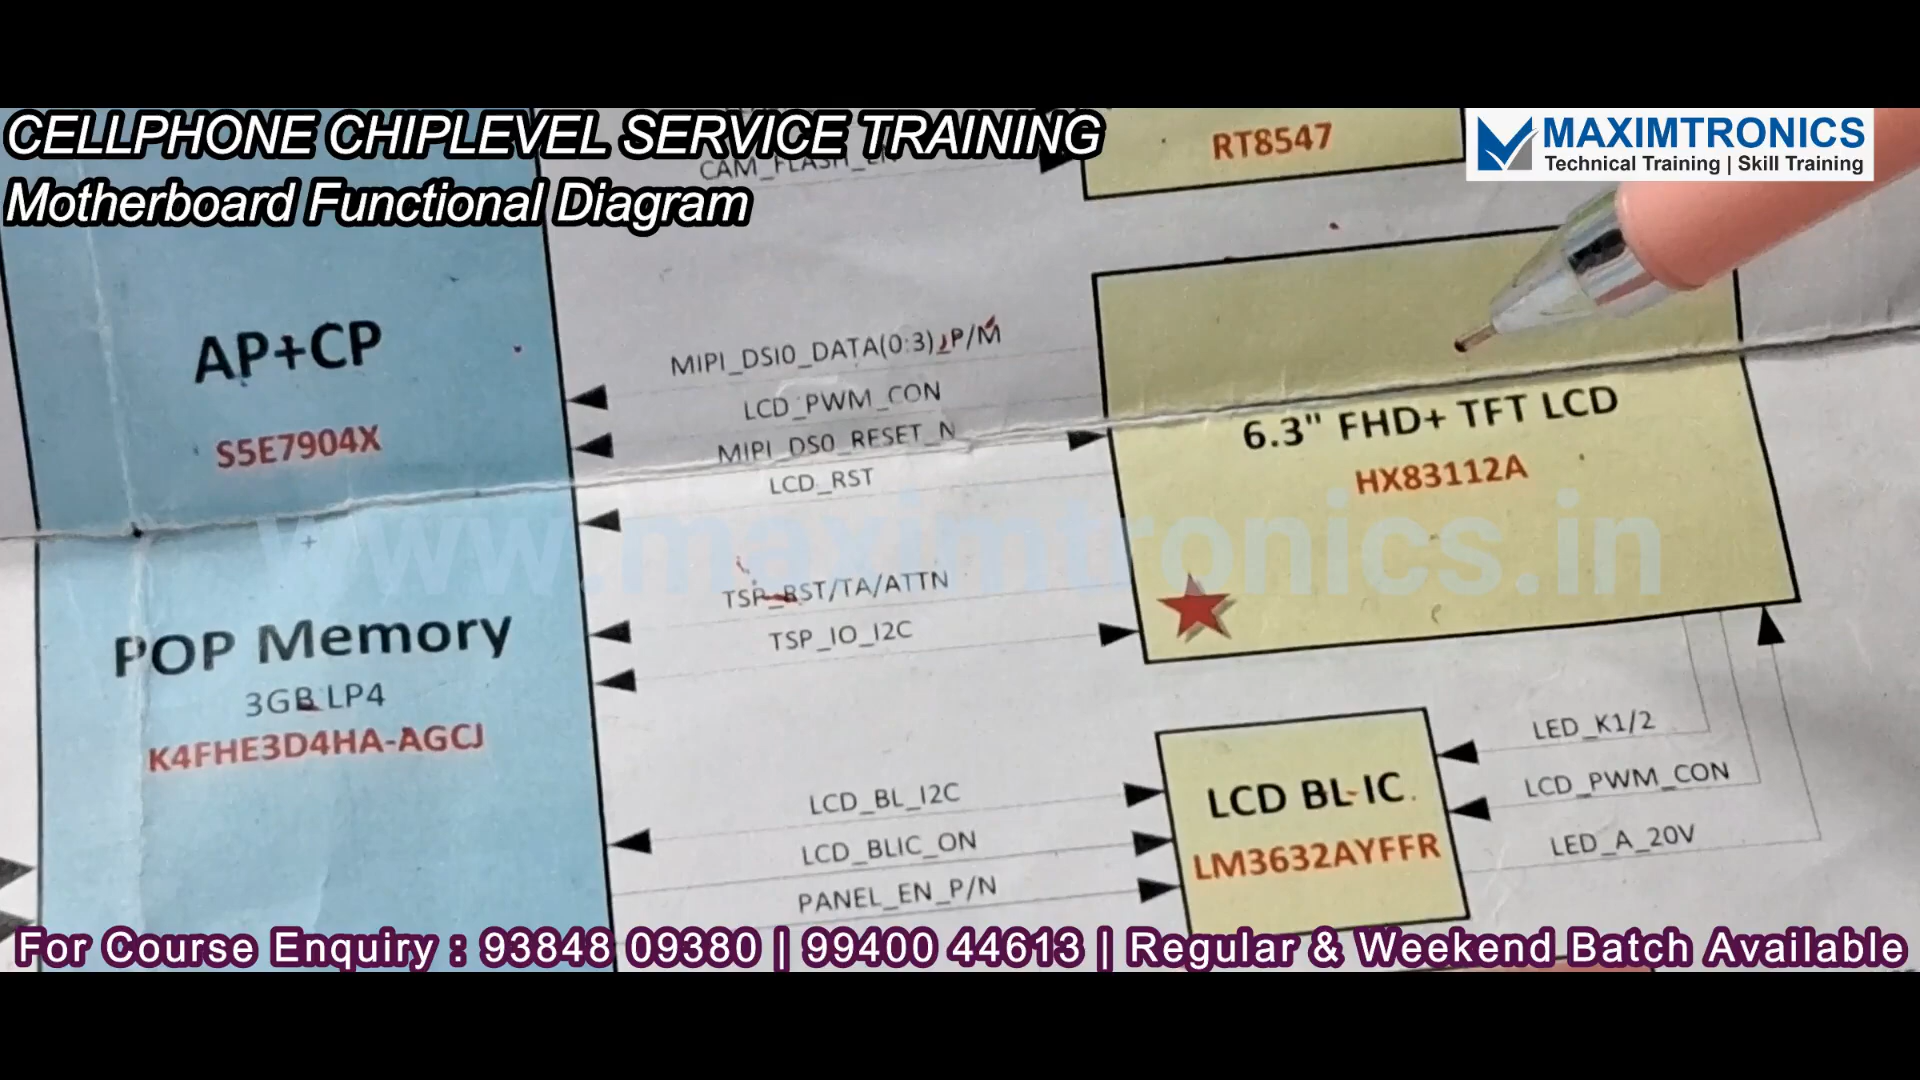 CELLPHONE CHIPLEVEL SERVICE TRAINING
Motherboard Functional Diagram
MAXIMTRONICS
Technical Training | Skill Training
RT8547
CAM_FLASH_EN
AP+CP
S5E7904X
MIPI_DSI0_DATA(0:3)_P/M
LCD_PWM_CON
MIPI_DS0_RESET_N
LCD_RST
6.3" FHD+ TFT LCD
HX83112A
www.maximtronics.in
TSP_RST/TA/ATTN
TSP_IO_I2C
POP Memory
3GB LP4
K4FHE3D4HA-AGCJ
LCD_BL_I2C
LCD_BLIC_ON
PANEL_EN_P/N
LCD BL-IC
LM3632AYFFR
LED_K1/2
LCD_PWM_CON
LED_A_20V
For Course Enquiry : 93848 09380 | 99400 44613 | Regular & Weekend Batch Available